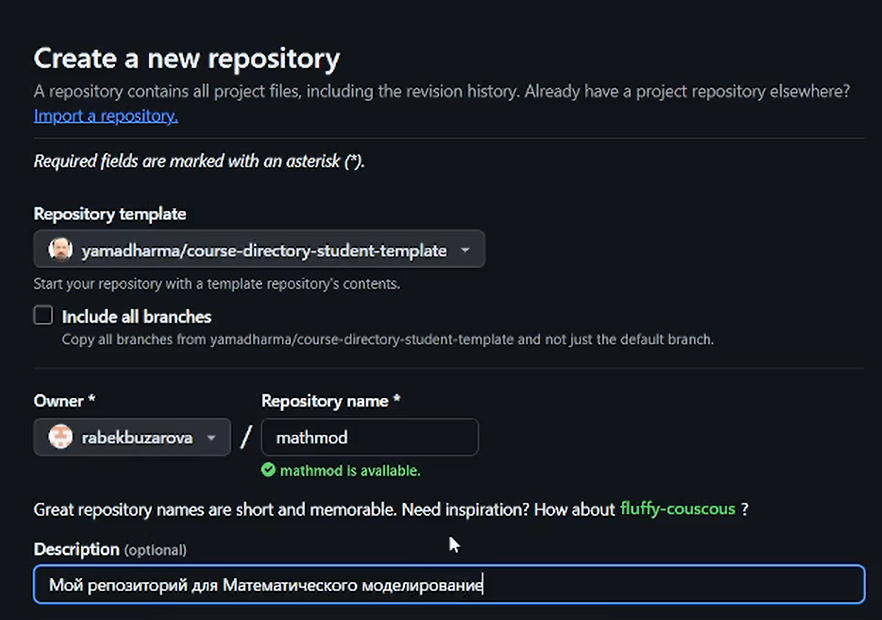 Create a new repository
A repository contains all project files, including the revision history. Already have a project repository elsewhere?
Import a repository.
Required fields are marked with an asterisk (*).
Repository template
yamadharma/course-directory-student-template
Start your repository with a template repository's contents.
Include all branches
Copy all branches from yamadharma/course-directory-student-template and not just the default branch.
Owner * Repository name *
rabekbuzarova / mathmod
mathmod is available.
Great repository names are short and memorable. Need inspiration? How about fluffy-couscous ?
Description (optional)
Мой репозиторий для Математического моделирование